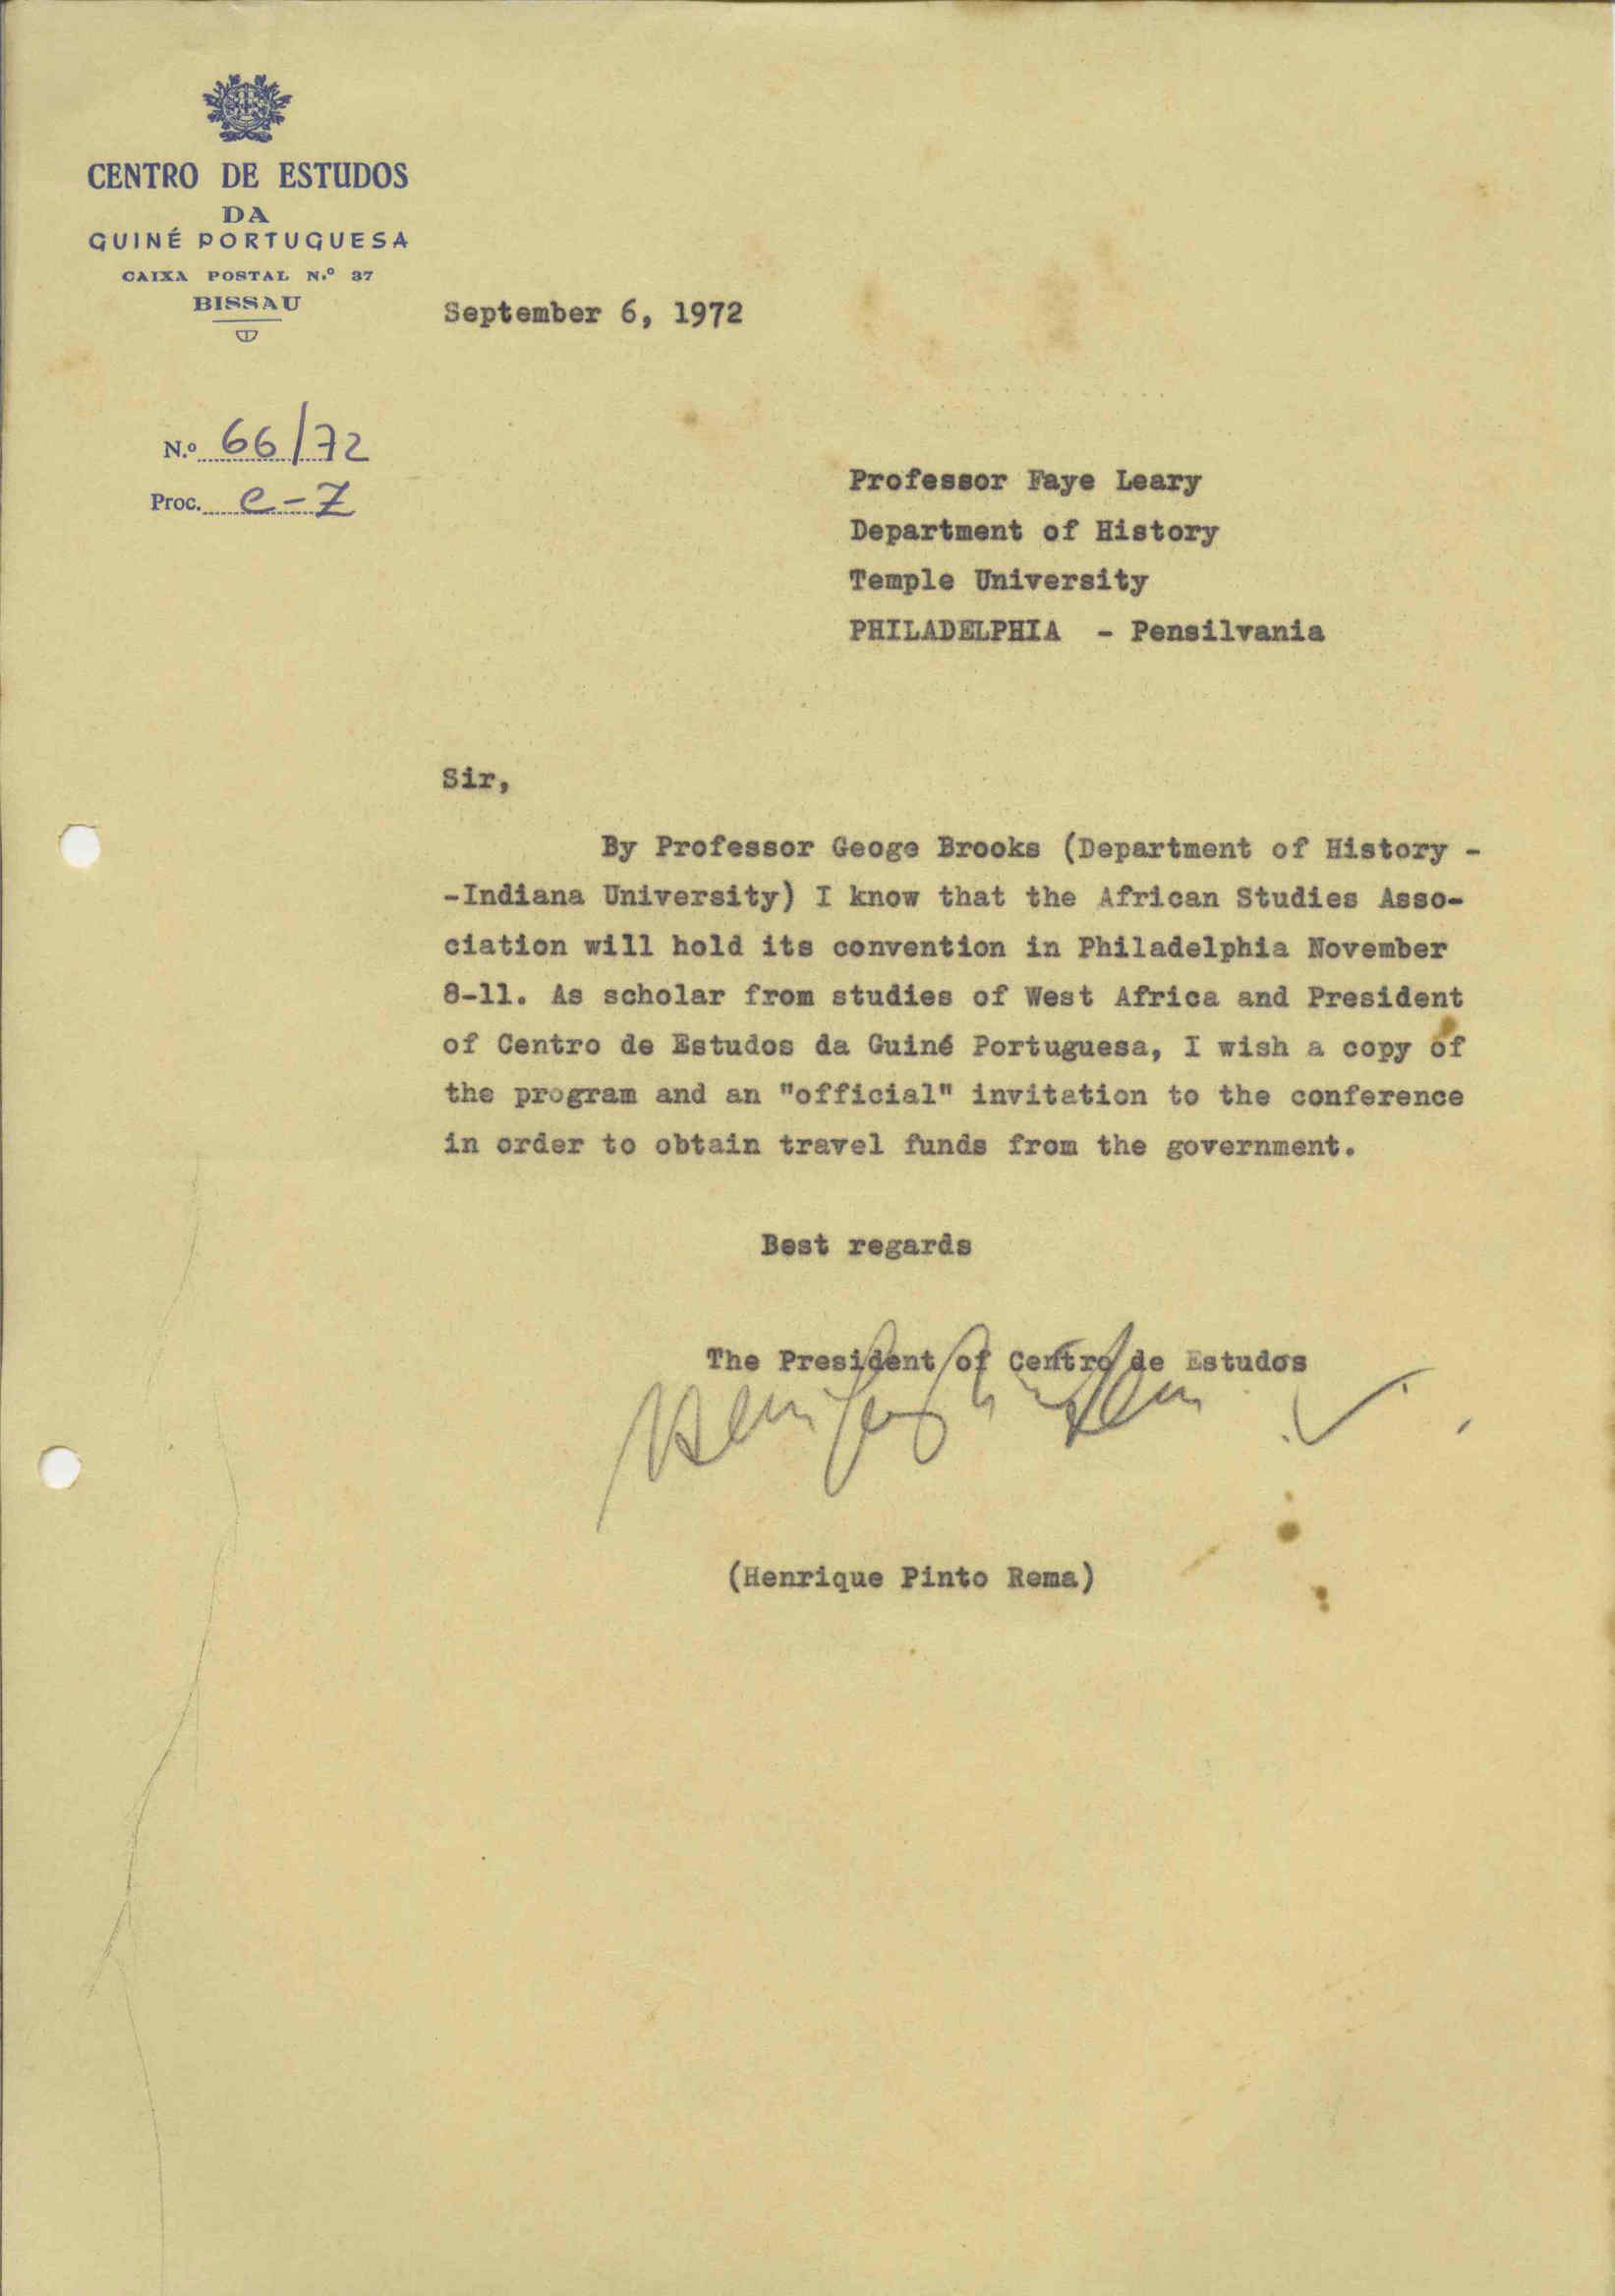 CENTRO DE ESTUDOS
DA
GUINÉ PORTUGUESA
CAIXA POSTAL N.º 37
BISSAU
September 6, 1972
N.º 66/72
Proc. C-7
Professor Faye Leary
Department of History
Temple University
PHILADELPHIA - Pensilvania
Sir,
By Professor Geoge Brooks (Department of History -
-Indiana University) I know that the African Studies Asso-
ciation will hold its convention in Philadelphia November
8-11. As scholar from studies of West Africa and President
of Centro de Estudos da Guiné Portuguesa, I wish a copy of
the program and an "official" invitation to the conference
in order to obtain travel funds from the government.
Best regards
The President of Centro de Estudos
(Henrique Pinto Rema)